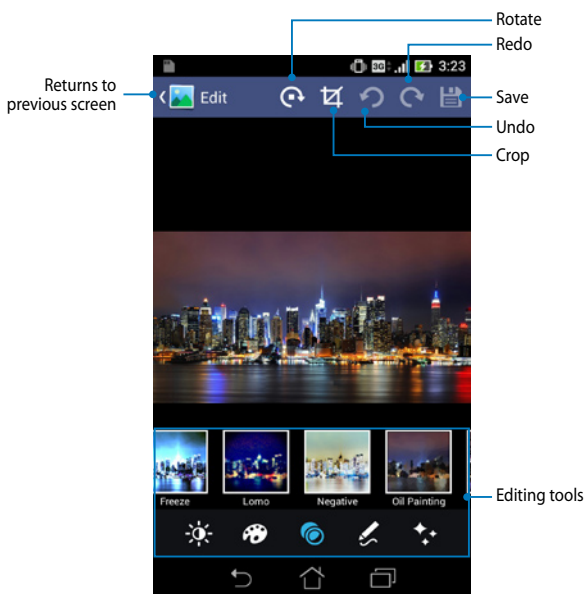 Rotate
Redo
3G 3:23
Returns to
previous screen
Edit
Save
Undo
Crop
Freeze
Lomo
Negative
Oil Painting
Editing tools